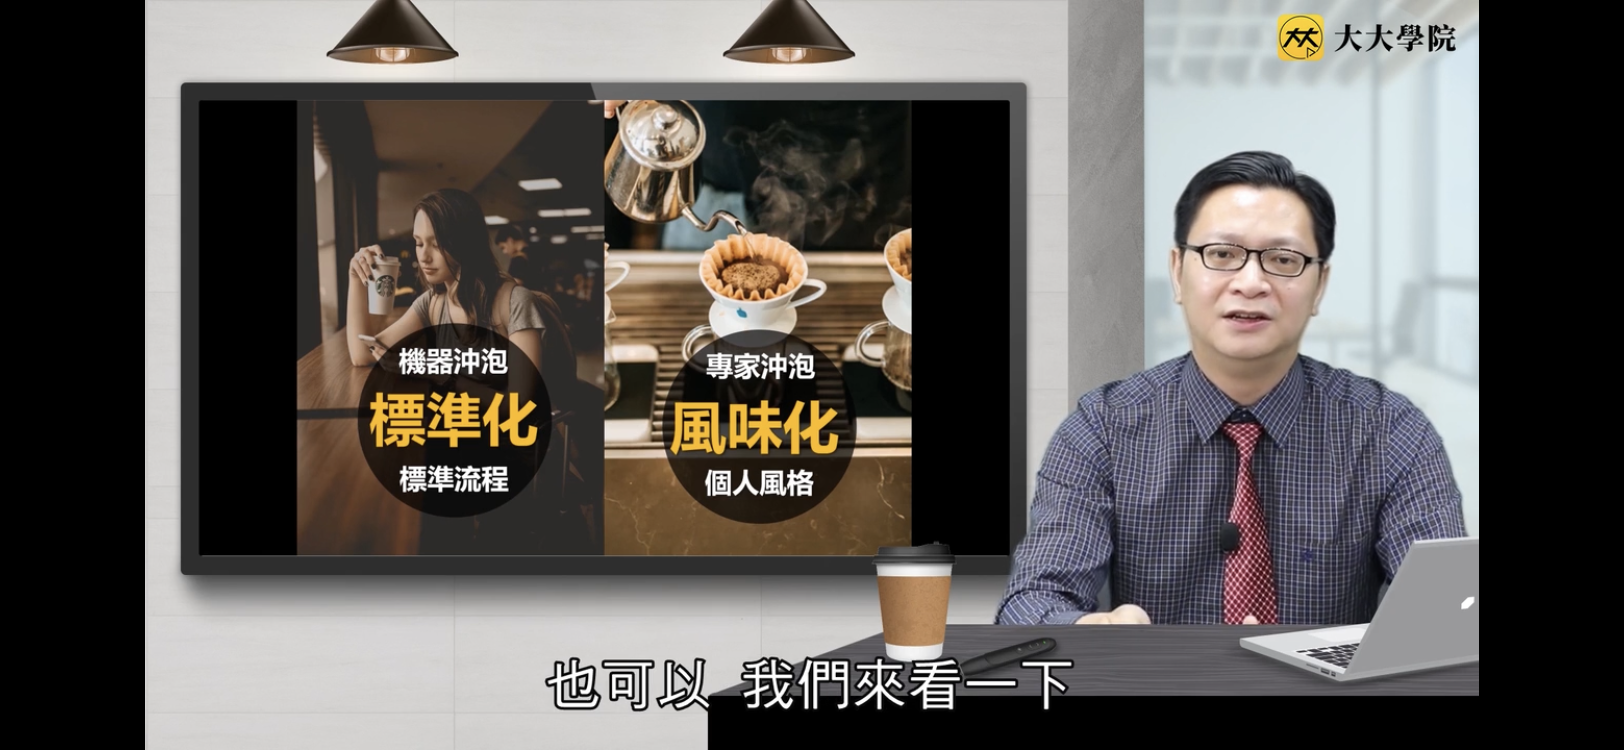 大大學院
機器沖泡
標準化
標準流程
專家沖泡
風味化
個人風格
也可以 我們來看一下